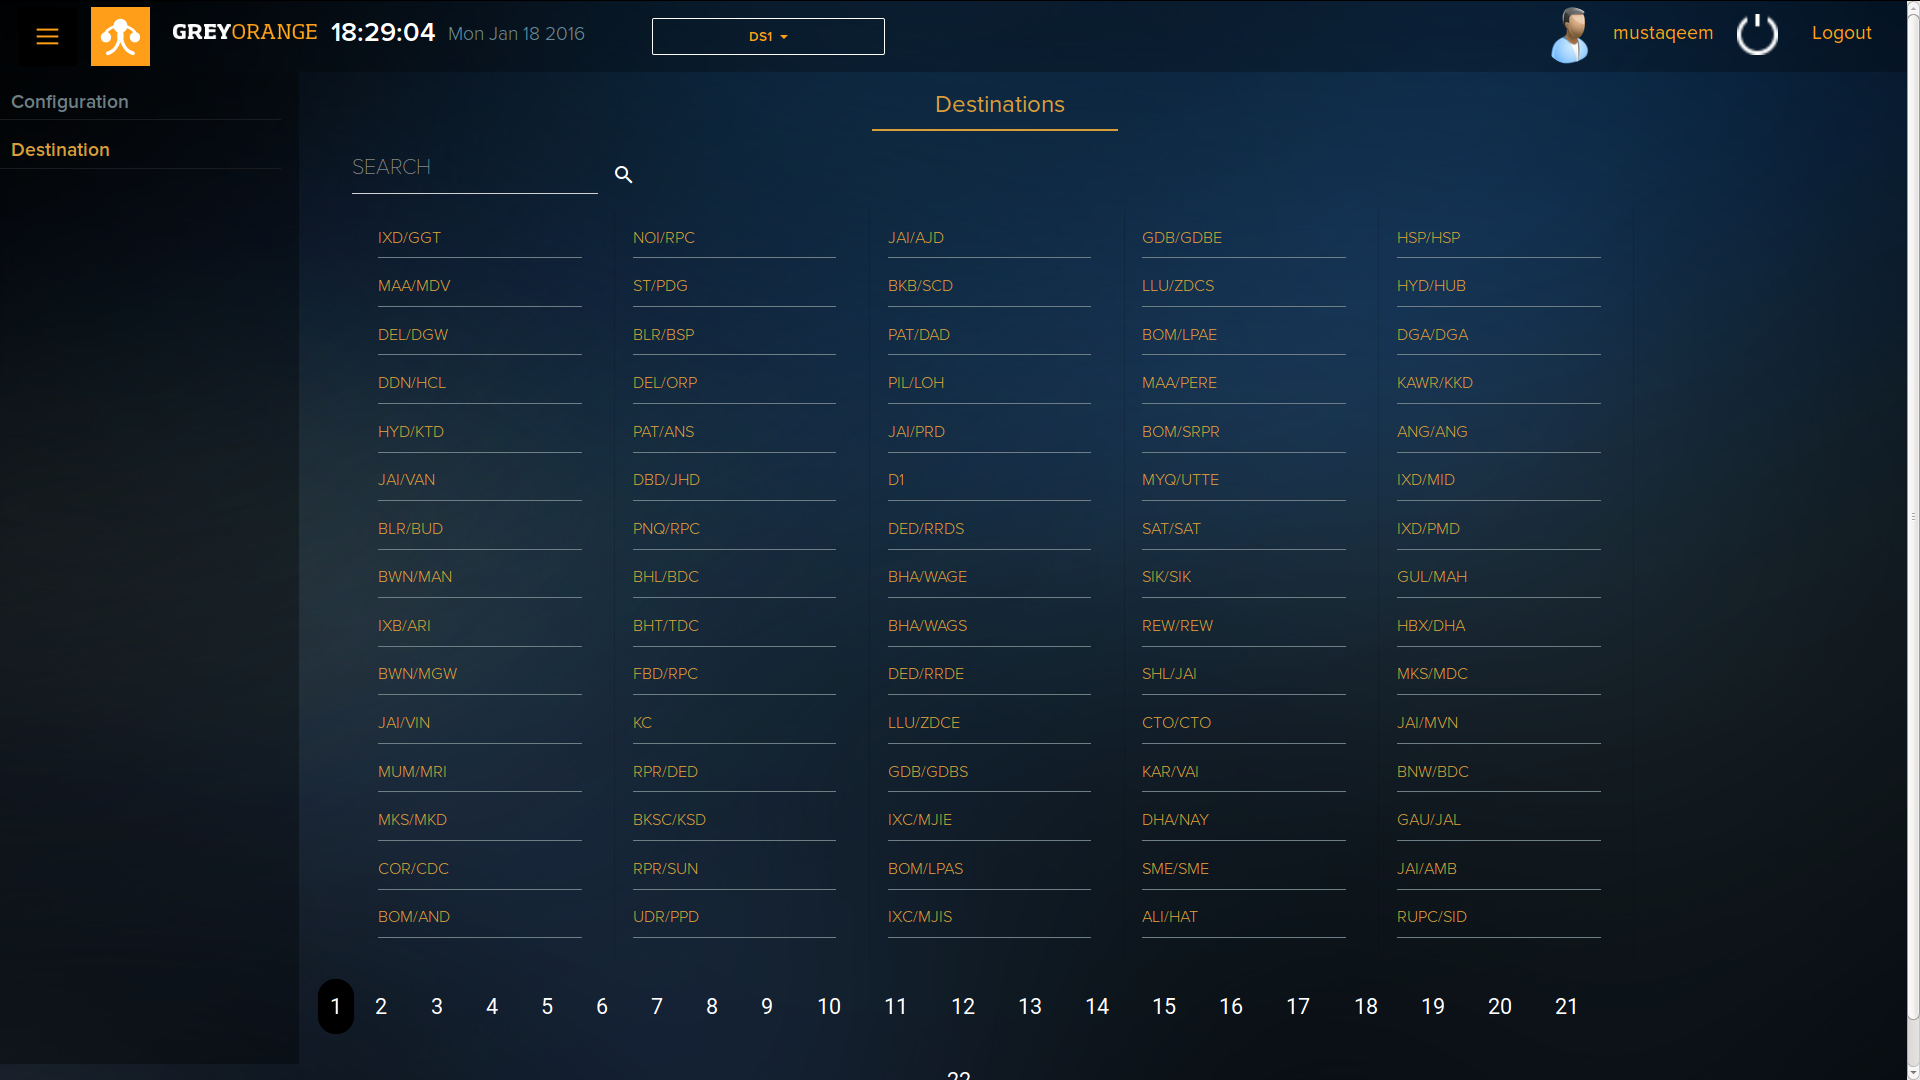 GREYORANGE 18:29:04 Mon Jan 18 2016 DS1 mustaqeem Logout
Configuration
Destination
Destinations
SEARCH
IXD/GGT NOI/RPC JAI/AJD GDB/GDBE HSP/HSP
MAA/MDV ST/PDG BKB/SCD LLU/ZDCS HYD/HUB
DEL/DGW BLR/BSP PAT/DAD BOM/LPAE DGA/DGA
DDN/HCL DEL/ORP PIL/LOH MAA/PERE KAWR/KKD
HYD/KTD PAT/ANS JAI/PRD BOM/SRPR ANG/ANG
JAI/VAN DBD/JHD D1 MYQ/UTTE IXD/MID
BLR/BUD PNQ/RPC DED/RRDS SAT/SAT IXD/PMD
BWN/MAN BHL/BDC BHA/WAGE SIK/SIK GUL/MAH
IXB/ARI BHT/TDC BHA/WAGS REW/REW HBX/DHA
BWN/MGW FBD/RPC DED/RRDE SHL/JAI MKS/MDC
JAI/VIN KC LLU/ZDCE CTO/CTO JAI/MVN
MUM/MRI RPR/DED GDB/GDBS KAR/VAI BNW/BDC
MKS/MKD BKSC/KSD IXC/MJIE DHA/NAY GAU/JAL
COR/CDC RPR/SUN BOM/LPAS SME/SME JAI/AMB
BOM/AND UDR/PPD IXC/MJIS ALI/HAT RUPC/SID
1 2 3 4 5 6 7 8 9 10 11 12 13 14 15 16 17 18 19 20 21
22